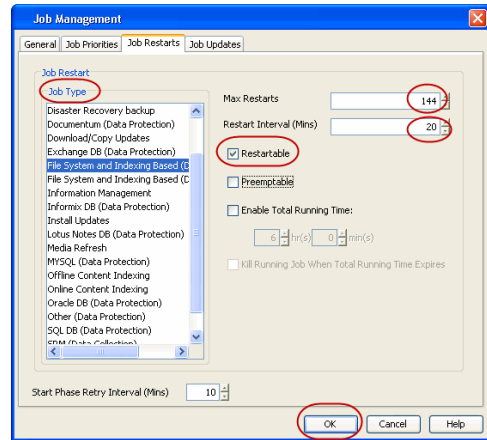 Job Management
General Job Priorities Job Restarts Job Updates
Job Restart
Job Type
Disaster Recovery backup
Documentum (Data Protection)
Download/Copy Updates
Exchange DB (Data Protection)
File System and Indexing Based (D
File System and Indexing Based (D
Information Management
Informix DB (Data Protection)
Install Updates
Lotus Notes DB (Data Protection)
Media Refresh
MYSQL (Data Protection)
Offline Content Indexing
Online Content Indexing
Oracle DB (Data Protection)
Other (Data Protection)
SQL DB (Data Protection)
SRM (Data Collection)
Max Restarts 144
Restart Interval (Mins) 20
Restartable
Preemptable
Enable Total Running Time:
6 hr(s) 0 min(s)
Kill Running Job When Total Running Time Expires
Start Phase Retry Interval (Mins) 10
OK Cancel Help